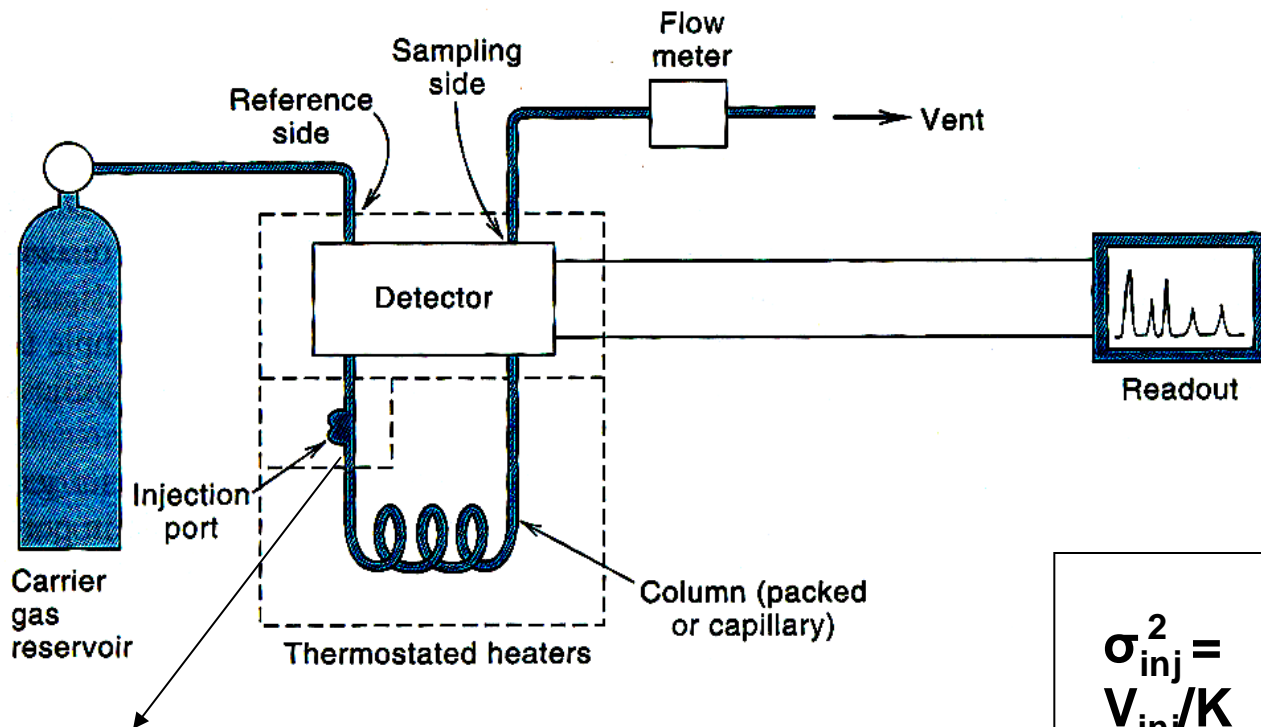 Flow
meter
Sampling
side
Reference
side
Vent
Detector
Readout
Injection
port
Carrier
gas
reservoir
Column (packed
or capillary)
Thermostated heaters
σ²inj =
Vinj/K